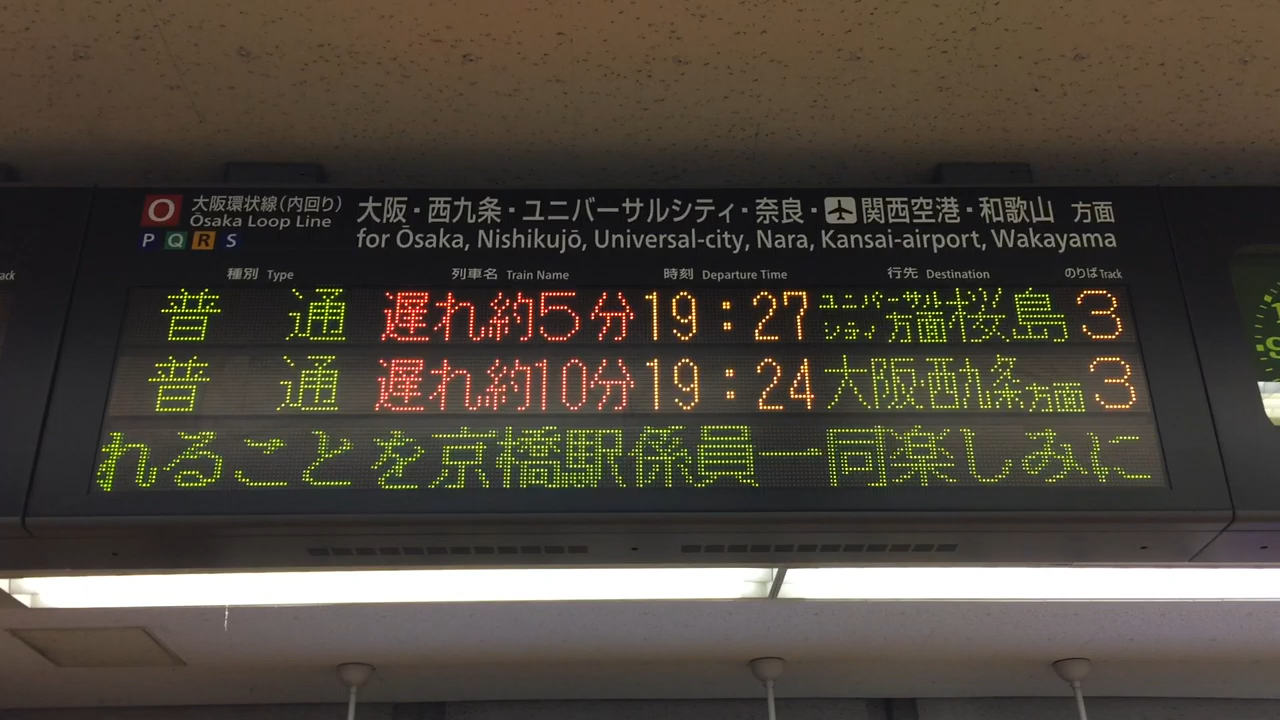 O 大阪環状線(内回り) 大阪・西九条・ユニバーサルシティ・奈良・関西空港・和歌山 方面
Ōsaka Loop Line
P Q R S for Ōsaka, Nishikujō, Universal-city, Nara, Kansai-airport, Wakayama
ack 種別 Type 列車名 Train Name 時刻 Departure Time 行先 Destination のりば Track
普通 遅れ約5分 19:27 ユニバーサルシティ方面桜島 3
普通 遅れ約10分 19:24 大阪・西九条方面 3
れることを京橋駅係員一同楽しみに